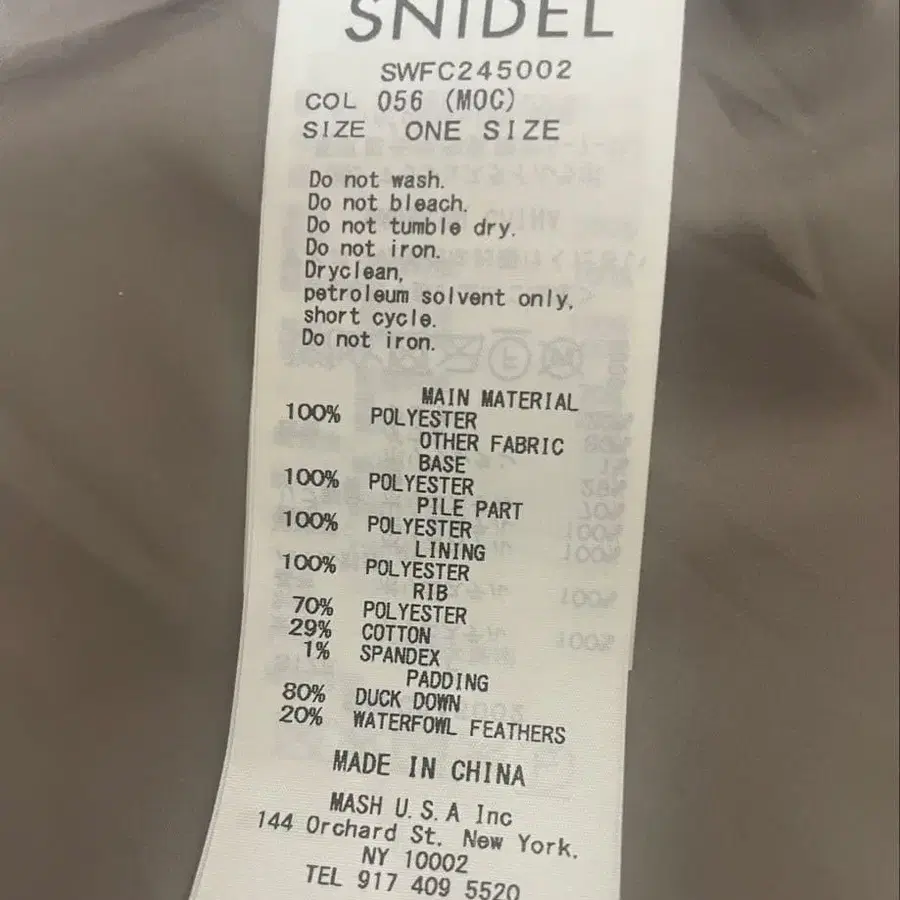 SNIDEL
SWFC245002
COL 056 (MOC)
SIZE ONE SIZE
Do not wash.
Do not bleach.
Do not tumble dry.
Do not iron.
Dryclean,
petroleum solvent only,
short cycle.
Do not iron.
MAIN MATERIAL
100% POLYESTER
OTHER FABRIC
BASE
100% POLYESTER
PILE PART
100% POLYESTER
LINING
100% POLYESTER
RIB
70% POLYESTER
29% COTTON
1% SPANDEX
PADDING
80% DUCK DOWN
20% WATERFOWL FEATHERS
MADE IN CHINA
MASH U.S.A Inc
144 Orchard St. New York.
NY 10002
TEL 917 409 5520